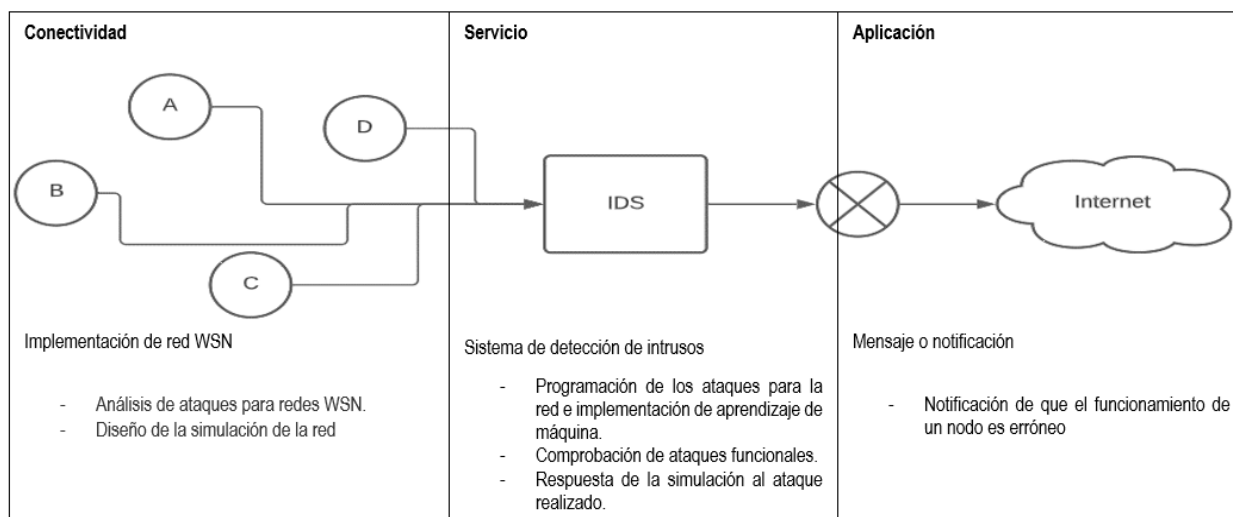 Conectividad
A
D
B
C
Implementación de red WSN
- Análisis de ataques para redes WSN.
- Diseño de la simulación de la red
Servicio
IDS
Sistema de detección de intrusos
- Programación de los ataques para la
red e implementación de aprendizaje de
máquina.
- Comprobación de ataques funcionales.
- Respuesta de la simulación al ataque
realizado.
Aplicación
Internet
Mensaje o notificación
- Notificación de que el funcionamiento de
un nodo es erróneo